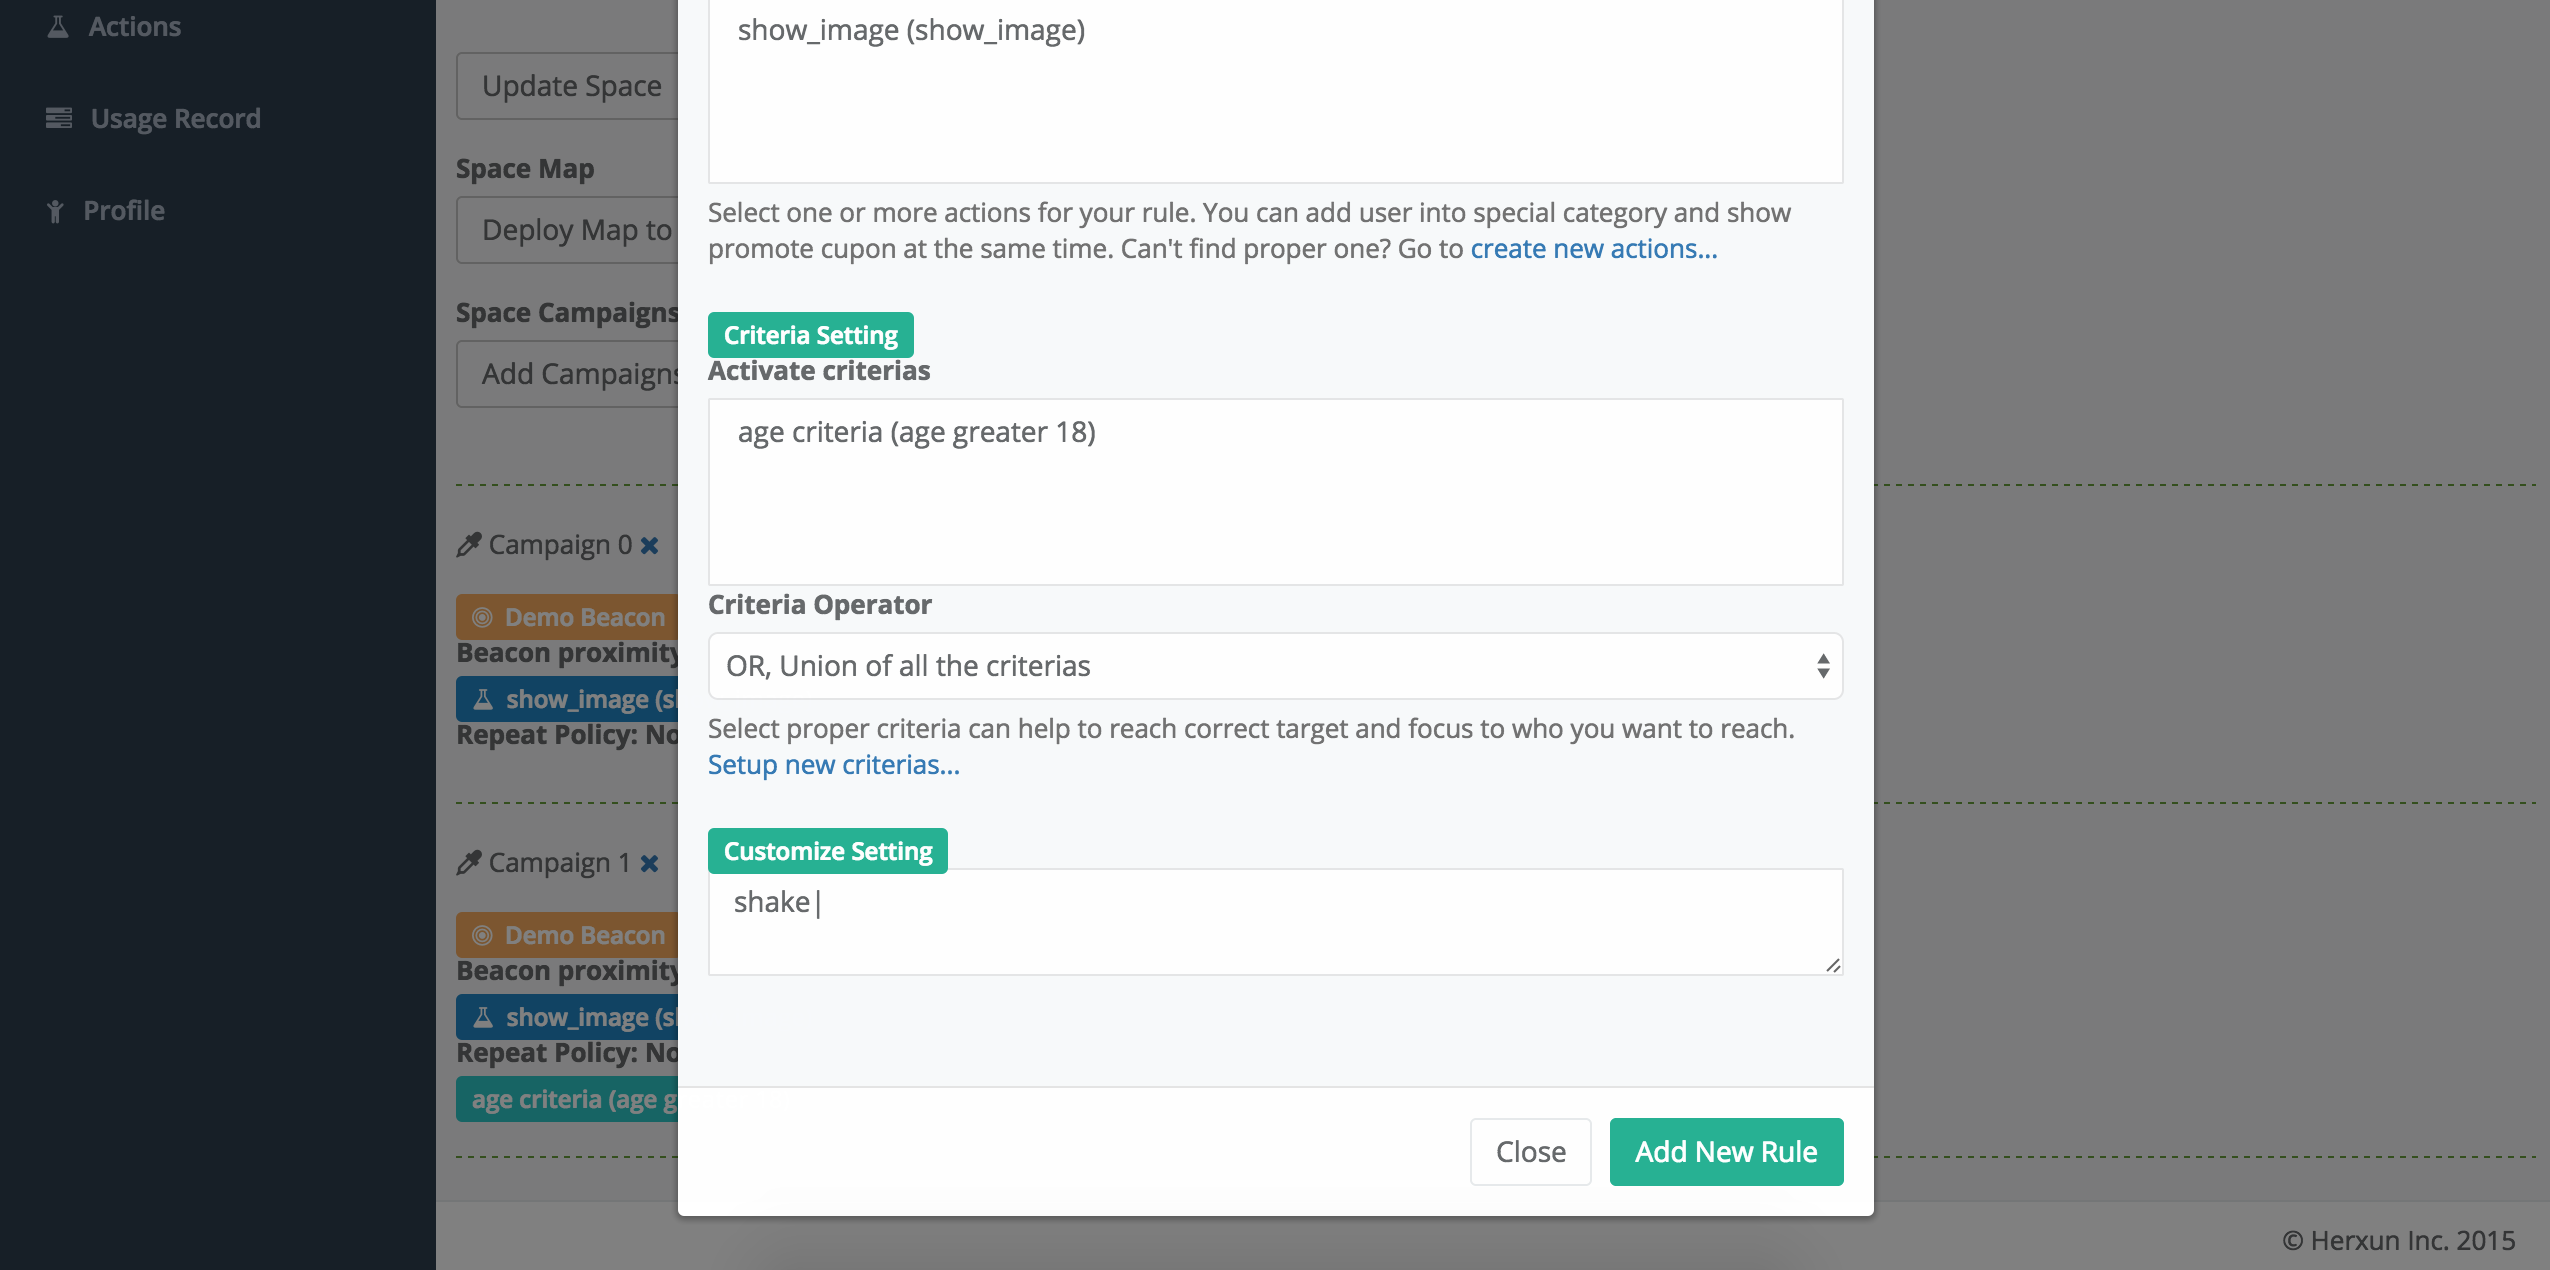 Actions
Usage Record
Profile
Update Space
Space Map
Deploy Map to
Space Campaigns
Add Campaigns
Campaign 0
Demo Beacon
Beacon proximity
show_image (s
Repeat Policy: No
Campaign 1
Demo Beacon
Beacon proximity
show_image (s
Repeat Policy: No
age criteria (age g
show_image (show_image)
Select one or more actions for your rule. You can add user into special category and show
promote cupon at the same time. Can't find proper one? Go to create new actions...
Criteria Setting
Activate criterias
age criteria (age greater 18)
Criteria Operator
OR, Union of all the criterias
Select proper criteria can help to reach correct target and focus to who you want to reach.
Setup new criterias...
Customize Setting
shake
Close
Add New Rule
© Herxun Inc. 2015